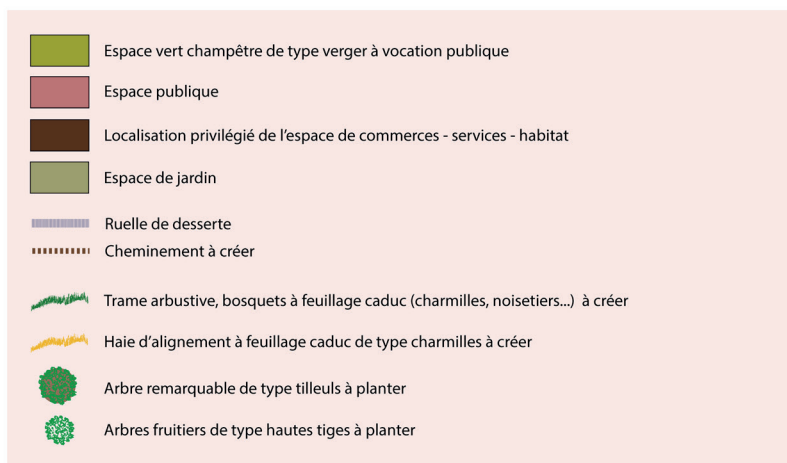 Espace vert champêtre de type verger à vocation publique
Espace publique
Localisation privilégié de l'espace de commerces - services - habitat
Espace de jardin
Ruelle de desserte
Cheminement à créer
Trame arbustive, bosquets à feuillage caduc (charmilles, noisetiers...)  à créer
Haie d'alignement à feuillage caduc de type charmilles à créer
Arbre remarquable de type tilleuls à planter
Arbres fruitiers de type hautes tiges à planter